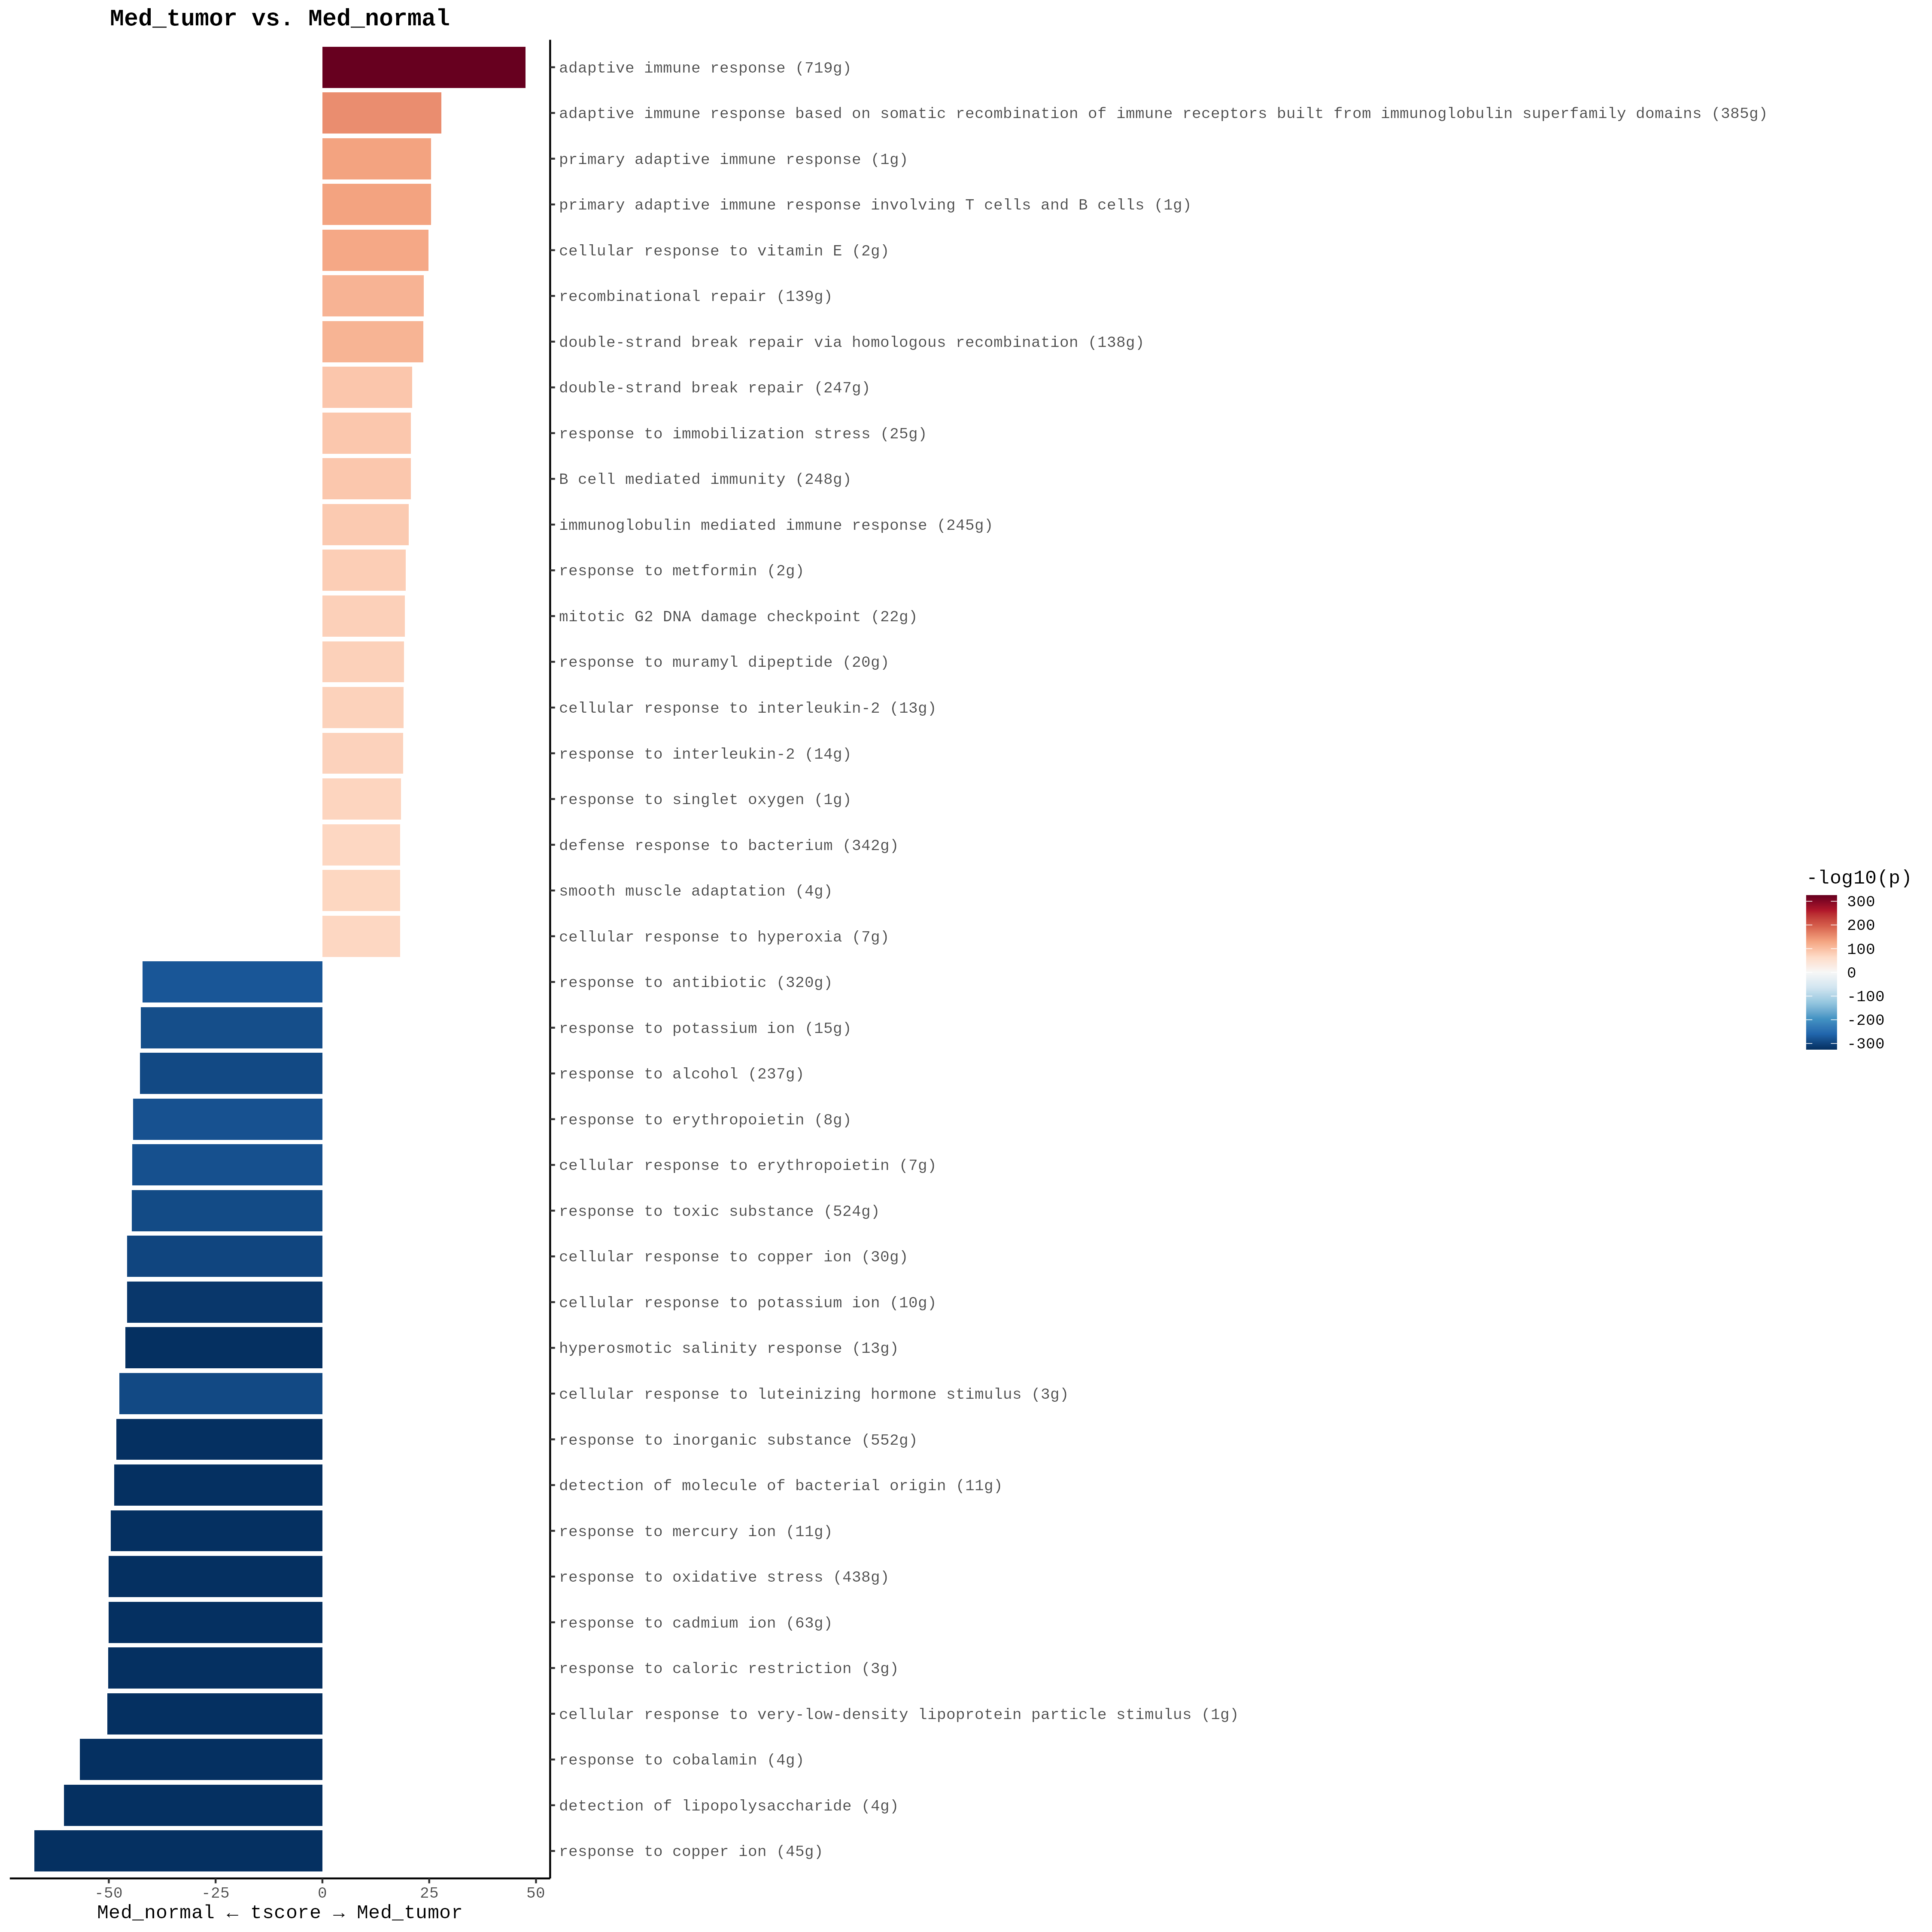 Med_tumor vs. Med_normal
adaptive immune response (719g)
adaptive immune response based on somatic recombination of immune receptors built from immunoglobulin superfamily domains (385g)
primary adaptive immune response (1g)
primary adaptive immune response involving T cells and B cells (1g)
cellular response to vitamin E (2g)
recombinational repair (139g)
double-strand break repair via homologous recombination (138g)
double-strand break repair (247g)
response to immobilization stress (25g)
B cell mediated immunity (248g)
immunoglobulin mediated immune response (245g)
response to metformin (2g)
mitotic G2 DNA damage checkpoint (22g)
response to muramyl dipeptide (20g)
cellular response to interleukin-2 (13g)
response to interleukin-2 (14g)
response to singlet oxygen (1g)
defense response to bacterium (342g)
smooth muscle adaptation (4g)
cellular response to hyperoxia (7g)
response to antibiotic (320g)
response to potassium ion (15g)
response to alcohol (237g)
response to erythropoietin (8g)
cellular response to erythropoietin (7g)
response to toxic substance (524g)
cellular response to copper ion (30g)
cellular response to potassium ion (10g)
hyperosmotic salinity response (13g)
cellular response to luteinizing hormone stimulus (3g)
response to inorganic substance (552g)
detection of molecule of bacterial origin (11g)
response to mercury ion (11g)
response to oxidative stress (438g)
response to cadmium ion (63g)
response to caloric restriction (3g)
cellular response to very-low-density lipoprotein particle stimulus (1g)
response to cobalamin (4g)
detection of lipopolysaccharide (4g)
response to copper ion (45g)
-50 -25 0 25 50
Med_normal ← tscore → Med_tumor
-log10(p)
300
200
100
0
-100
-200
-300